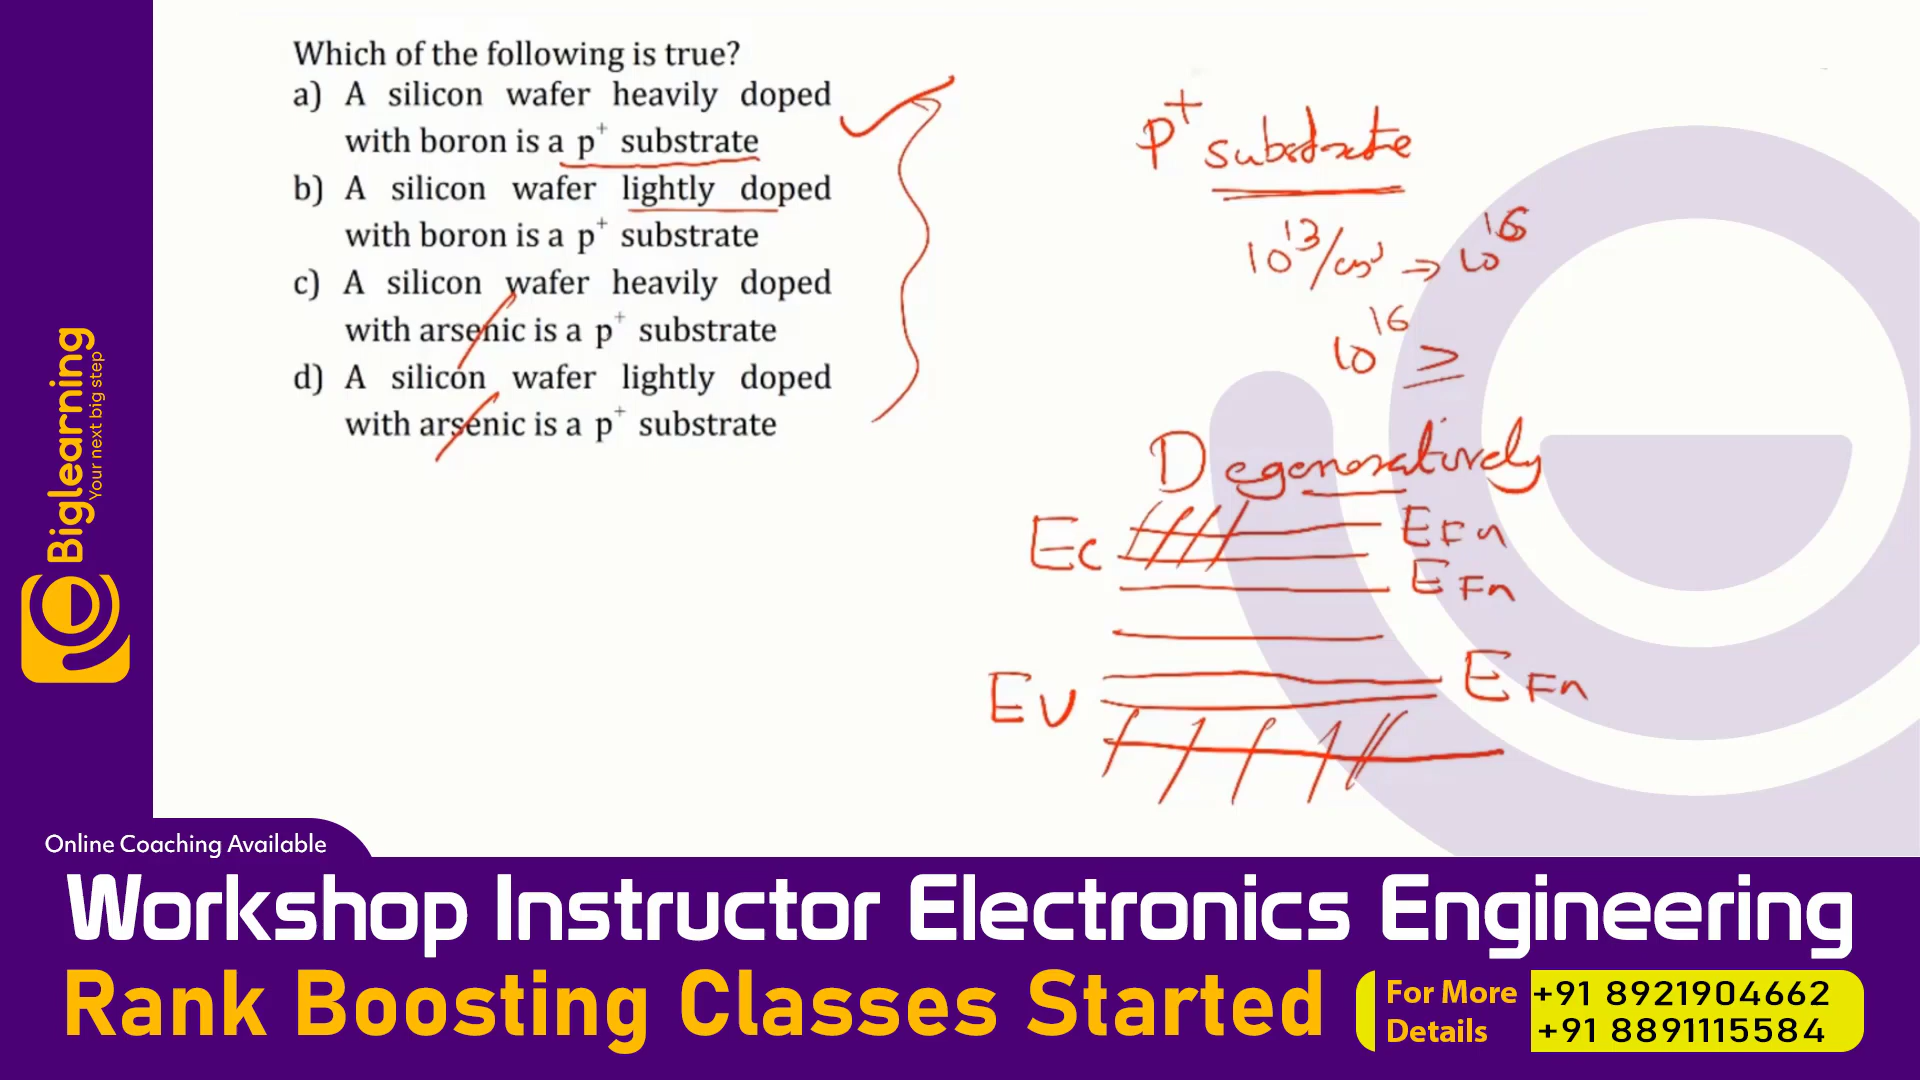 Which of the following is true?
a) A silicon wafer heavily doped
with boron is a p+ substrate
b) A silicon wafer lightly doped
with boron is a p+ substrate
c) A silicon wafer heavily doped
with arsenic is a p+ substrate
d) A silicon wafer lightly doped
with arsenic is a p+ substrate
P+ substrate
10^13/cm³ → 10^16
10^16 ≥
Degeneratively
Ec
EFn
EFn
Ev
EFn
Biglearning
Your next big step
Online Coaching Available
Workshop Instructor Electronics Engineering
Rank Boosting Classes Started
For More
Details
+91 8921904662
+91 8891115584